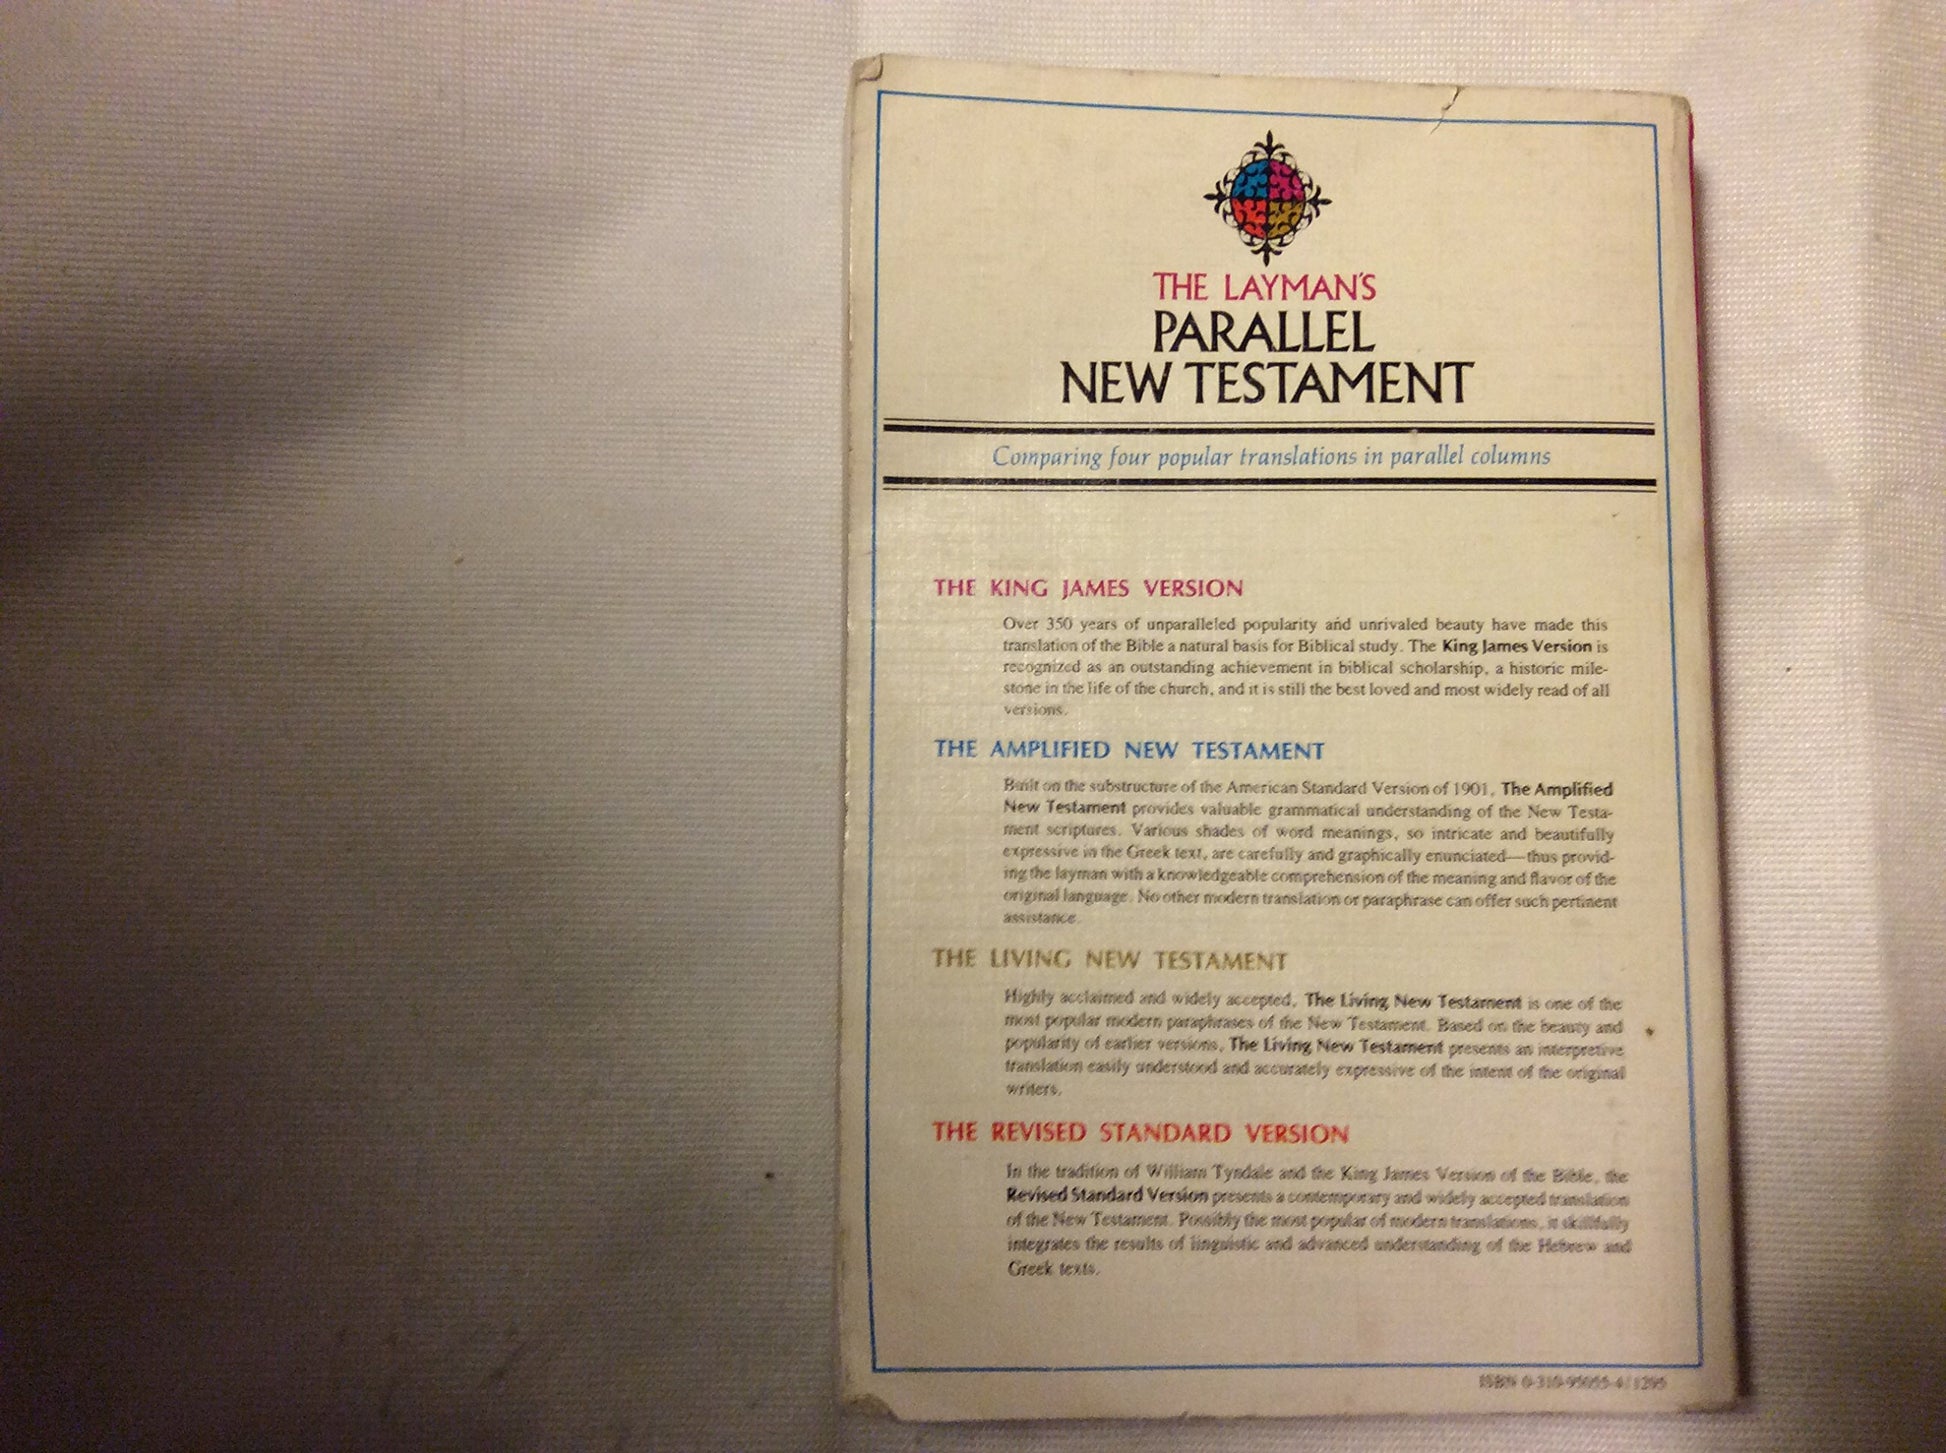 THE LAYMAN'S
PARALLEL
NEW TESTAMENT
Comparing four popular translations in parallel columns
THE KING JAMES VERSION
Over 350 years of unparalleled popularity and unrivaled beauty have made this
translation of the Bible a natural basis for Biblical study. The King James Version is
recognized as an outstanding achievement in biblical scholarship, a historic mile-
stone in the life of the church, and it is still the best loved and most widely read of all
versions.
THE AMPLIFIED NEW TESTAMENT
Built on the substructure of the American Standard Version of 1901, The Amplified
New Testament provides valuable grammatical understanding of the New Testa-
ment scriptures. Various shades of word meanings, so intricate and beautifully
expressive in the Greek text, are carefully and graphically enunciated—thus provid-
ing the layman with a knowledgeable comprehension of the meaning and flavor of the
original language. No other modern translation or paraphrase can offer such pertinent
assistance.
THE LIVING NEW TESTAMENT
Highly acclaimed and widely accepted, The Living New Testament is one of the
most popular modern paraphrases of the New Testament. Based on the beauty and
popularity of earlier versions, The Living New Testament presents an interpretive
translation easily understood and accurately expressive of the intent of the original
writers.
THE REVISED STANDARD VERSION
In the tradition of William Tyndale and the King James Version of the Bible, the
Revised Standard Version presents a contemporary and widely accepted translation
of the New Testament. Possibly the most popular of modern translations, it skillfully
integrates the results of linguistic and advanced understanding of the Hebrew and
Greek texts.
ISBN